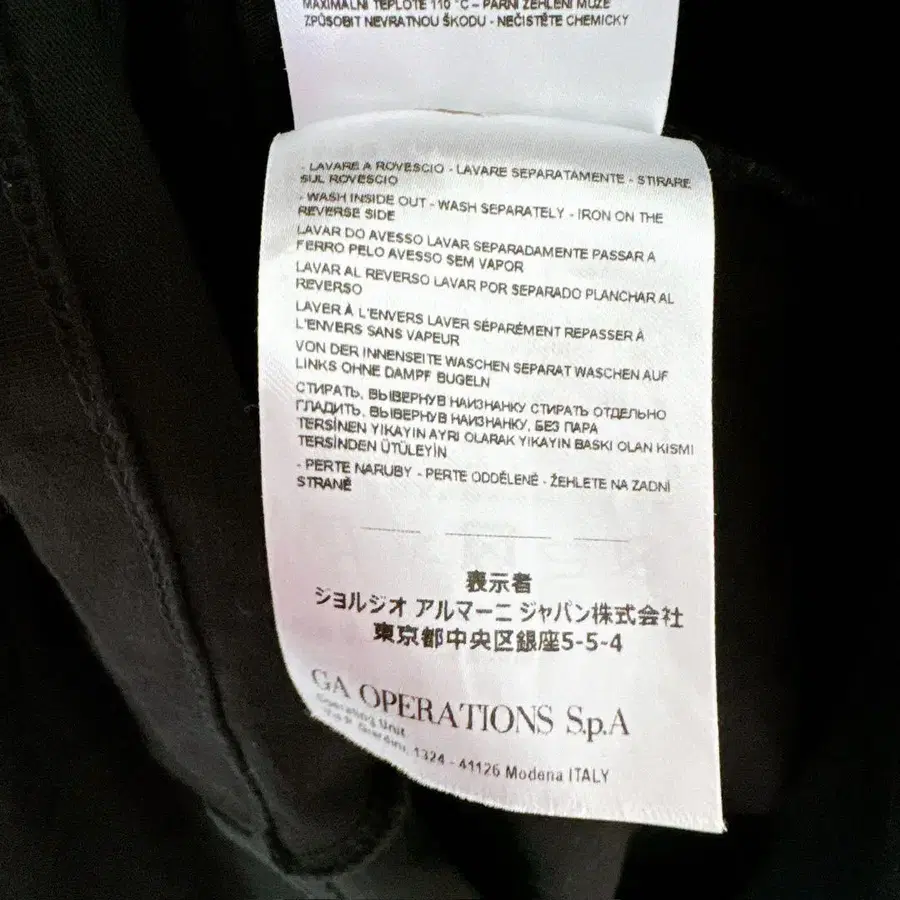 MAXIMÁLNÍ TEPLOTĚ 110 °C – PARNÍ ŽEHLENÍ MŮŽE
ZPŮSOBIT NEVRATNOU ŠKODU - NEČISTĚTE CHEMICKY
- LAVARE A ROVESCIO - LAVARE SEPARATAMENTE - STIRARE
SUL ROVESCIO
- WASH INSIDE OUT - WASH SEPARATELY - IRON ON THE
REVERSE SIDE
LAVAR DO AVESSO LAVAR SEPARADAMENTE PASSAR A
FERRO PELO AVESSO SEM VAPOR
LAVAR AL REVERSO LAVAR POR SEPARADO PLANCHAR AL
REVERSO
LAVER À L'ENVERS LAVER SÉPARÉMENT REPASSER À
L'ENVERS SANS VAPEUR
VON DER INNENSEITE WASCHEN SEPARAT WASCHEN AUF
LINKS OHNE DAMPF BUGELN
СТИРАТЬ, ВЫВЕРНУВ НАИЗНАНКУ СТИРАТЬ ОТДЕЛЬНО
ГЛАДИТЬ, ВЫВЕРНУВ НАИЗНАНКУ, БЕЗ ПАРА
TERSİNEN YIKAYIN AYRI OLARAK YIKAYIN BASKI OLAN KISMI
TERSİNDEN ÜTÜLEYİN
- PERTE NARUBY - PERTE ODDĚLENĚ - ŽEHLETE NA ZADNÍ
STRANĚ
表示者
ジョルジオ アルマーニ ジャパン株式会社
東京都中央区銀座5-5-4
GA OPERATIONS S.p.A
Operating Unit
Via P. Giardini, 1324 - 41126 Modena ITALY